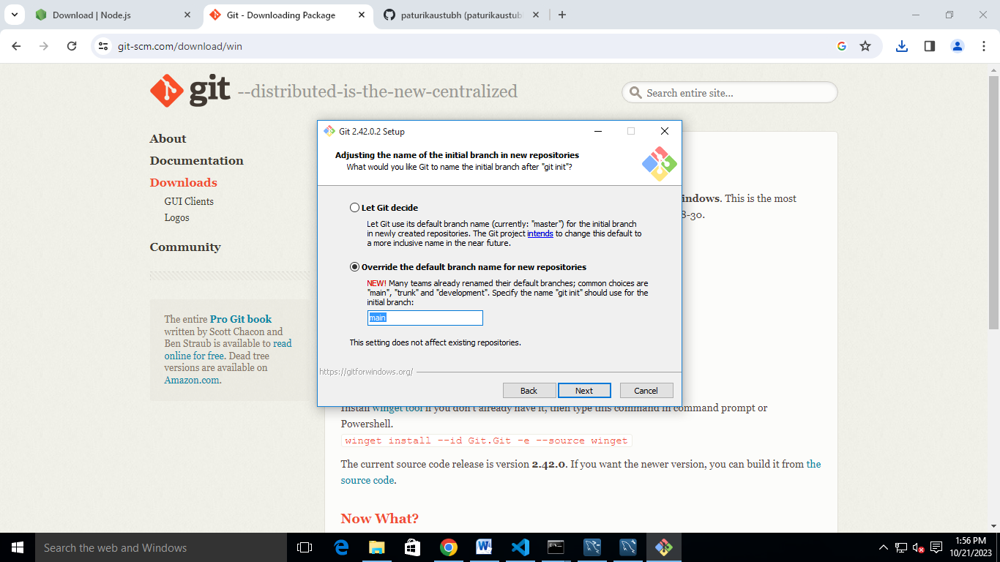 Download | Node.js
Git - Downloading Package
paturikaustubh (paturikaustubl
git-scm.com/download/win
git --distributed-is-the-new-centralized
Search entire site...
About
Documentation
Downloads
GUI Clients
Logos
Community
The entire Pro Git book
written by Scott Chacon and
Ben Straub is available to read
online for free. Dead tree
versions are available on
Amazon.com.
Git 2.42.0.2 Setup
Adjusting the name of the initial branch in new repositories
What would you like Git to name the initial branch after "git init"?
Let Git decide
Let Git use its default branch name (currently: "master") for the initial branch
in newly created repositories. The Git project intends to change this default to
a more inclusive name in the near future.
Override the default branch name for new repositories
NEW! Many teams already renamed their default branches; common choices are
"main", "trunk" and "development". Specify the name "git init" should use for the
initial branch:
main
This setting does not affect existing repositories.
https://gitforwindows.org/
Back
Next
Cancel
indows. This is the most
8-30.
Install winget tool if you don't already have it, then type this command in command prompt or
Powershell.
winget install --id Git.Git -e --source winget
The current source code release is version 2.42.0. If you want the newer version, you can build it from the
source code.
Now What?
Search the web and Windows
1:56 PM
10/21/2023